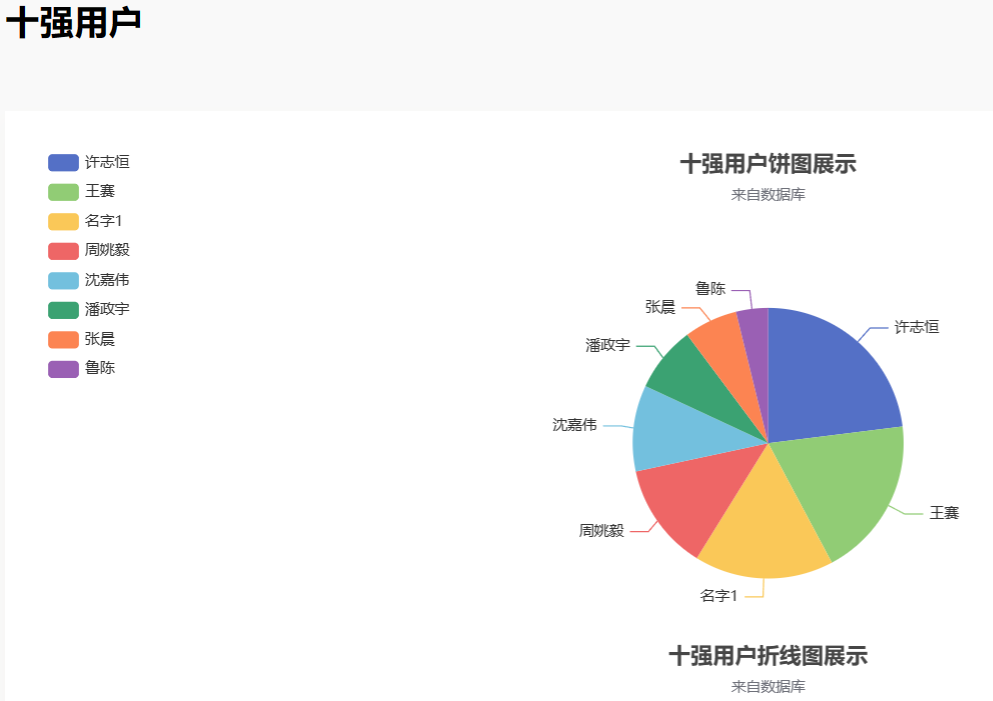 十强用户
许志恒
王赛
名字1
周姚毅
沈嘉伟
潘政宇
张晨
鲁陈
十强用户饼图展示
来自数据库
鲁陈
张晨
许志恒
潘政宇
沈嘉伟
王赛
周姚毅
名字1
十强用户折线图展示
来自数据库